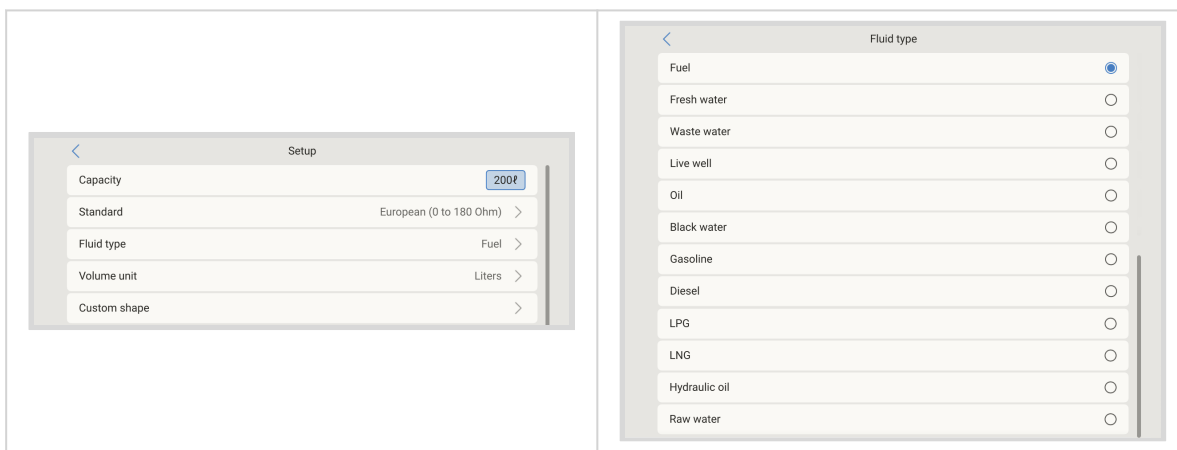 Setup
Capacity 200ℓ
Standard European (0 to 180 Ohm)
Fluid type Fuel
Volume unit Liters
Custom shape
Fluid type
Fuel
Fresh water
Waste water
Live well
Oil
Black water
Gasoline
Diesel
LPG
LNG
Hydraulic oil
Raw water